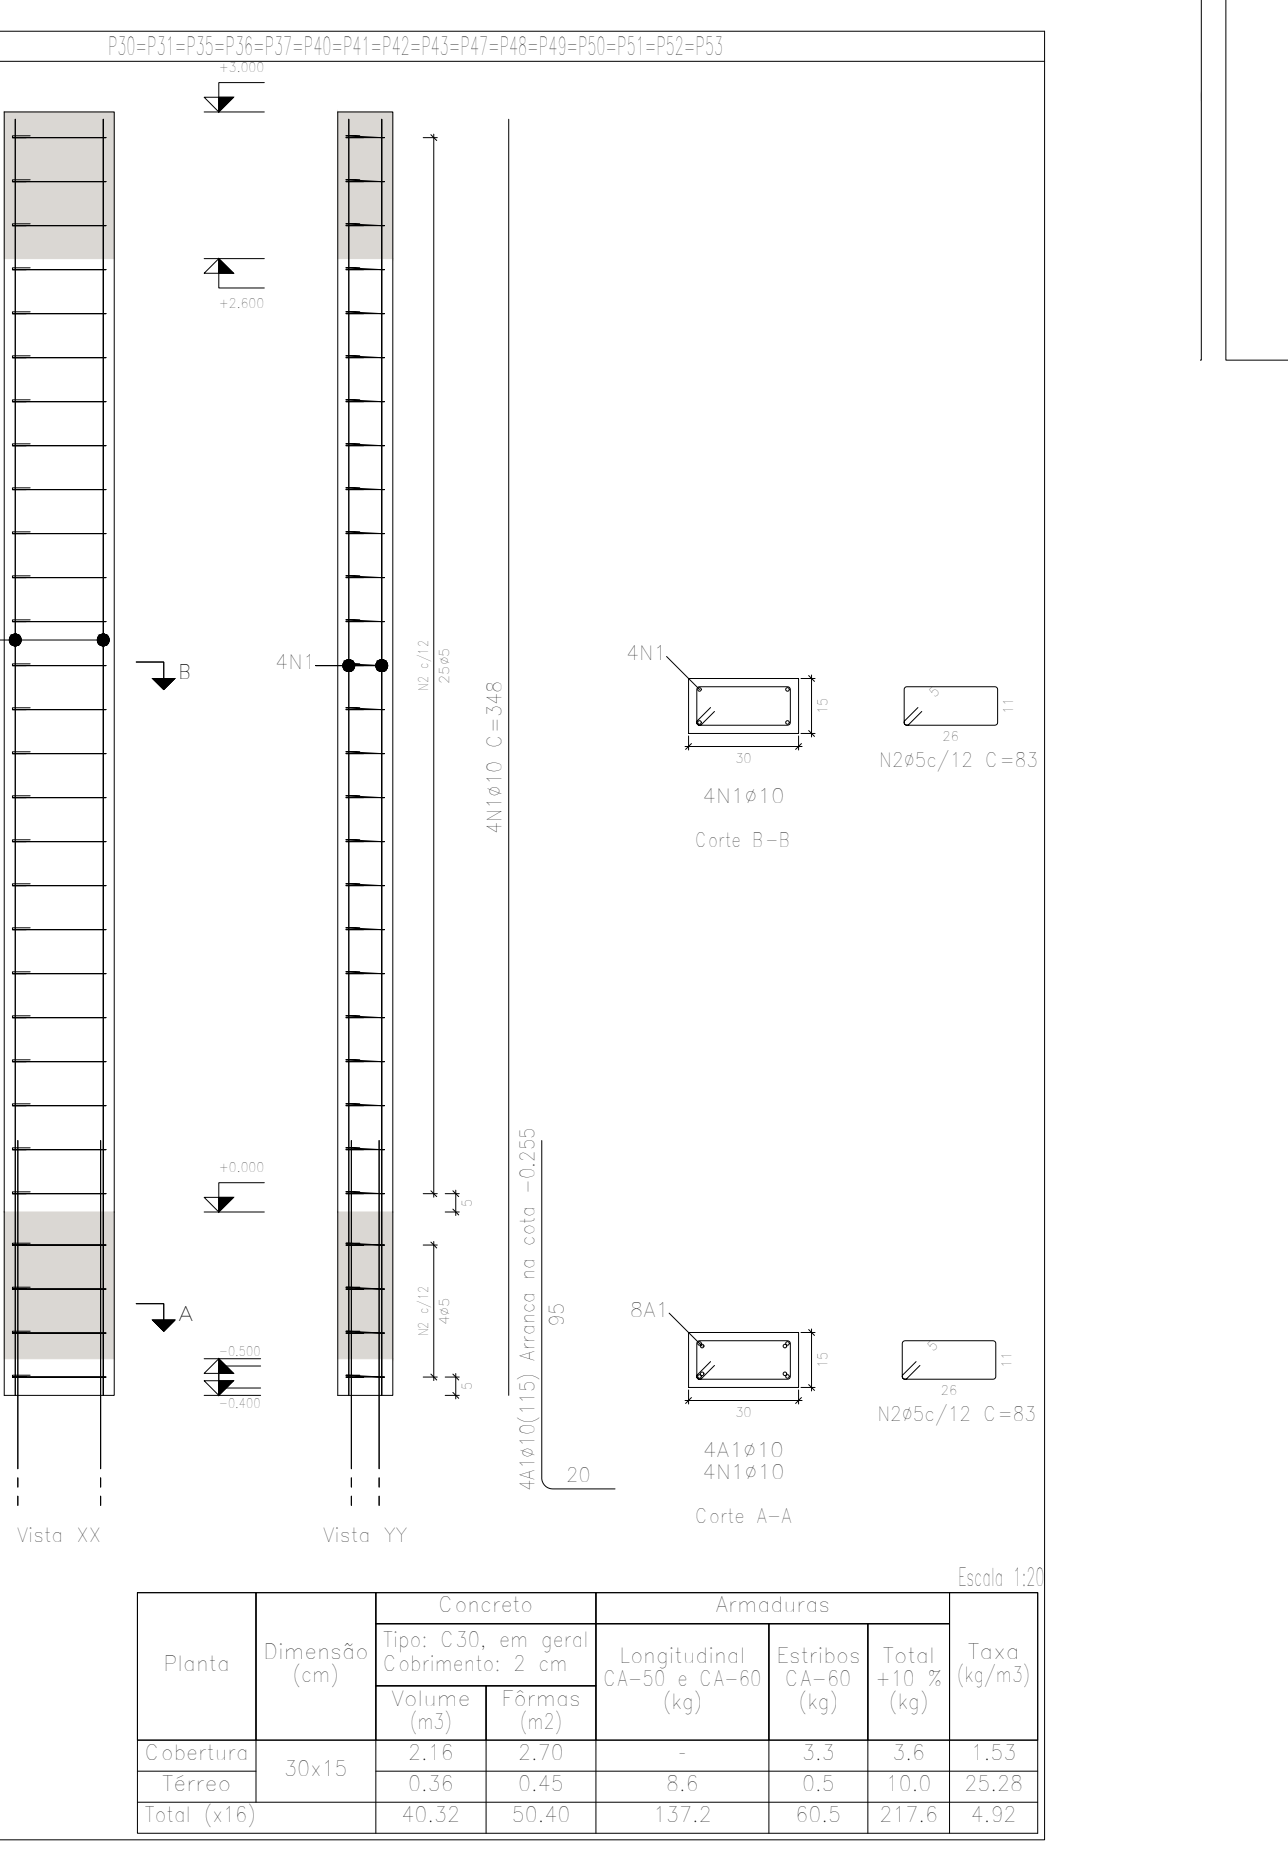 P30=P31=P35=P36=P37=P40=P41=P42=P43=P47=P48=P49=P50=P51=P52=P53
+3.000
+2.600
B
4N1
N2 c/12
25ø5
4N1ø10 C=348
4N1
15
30
4N1ø10
Corte B-B
5
11
26
N2ø5c/12 C=83
+0.000
5
A
N2 c/12
4ø5
-0.500
-0.400
5
4A1ø10(115) Arranca na cota -0.255
95
20
8A1
15
30
4A1ø10
4N1ø10
Corte A-A
5
11
26
N2ø5c/12 C=83
Vista XX
Vista YY
Escala 1:20
Planta
Dimensão
(cm)
Concreto
Tipo: C30, em geral
Cobrimento: 2 cm
Volume
(m3)
Fôrmas
(m2)
Armaduras
Longitudinal
CA-50 e CA-60
(kg)
Estribos
CA-60
(kg)
Total
+10 %
(kg)
Taxa
(kg/m3)
Cobertura 30x15 2.16 2.70 - 3.3 3.6 1.53
Térreo 0.36 0.45 8.6 0.5 10.0 25.28
Total (x16) 40.32 50.40 137.2 60.5 217.6 4.92